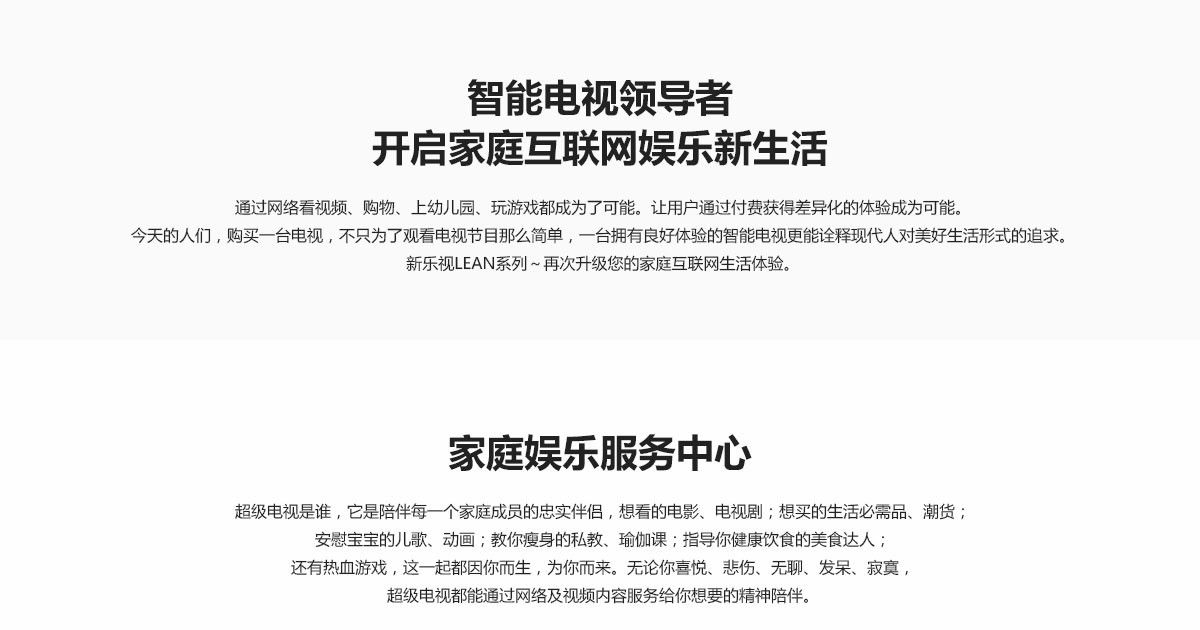 智能电视领导者
开启家庭互联网娱乐新生活
通过网络看视频、购物、上幼儿园、玩游戏都成为了可能。让用户通过付费获得差异化的体验成为可能。
今天的人们，购买一台电视，不只为了观看电视节目那么简单，一台拥有良好体验的智能电视更能诠释现代人对美好生活形式的追求。
新乐视LEAN系列～再次升级您的家庭互联网生活体验。
家庭娱乐服务中心
超级电视是谁，它是陪伴每一个家庭成员的忠实伴侣，想看的电影、电视剧；想买的生活必需品、潮货；
安慰宝宝的儿歌、动画；教你瘦身的私教、瑜伽课；指导你健康饮食的美食达人；
还有热血游戏，这一起都因你而生，为你而来。无论你喜悦、悲伤、无聊、发呆、寂寞，
超级电视都能通过网络及视频内容服务给你想要的精神陪伴。